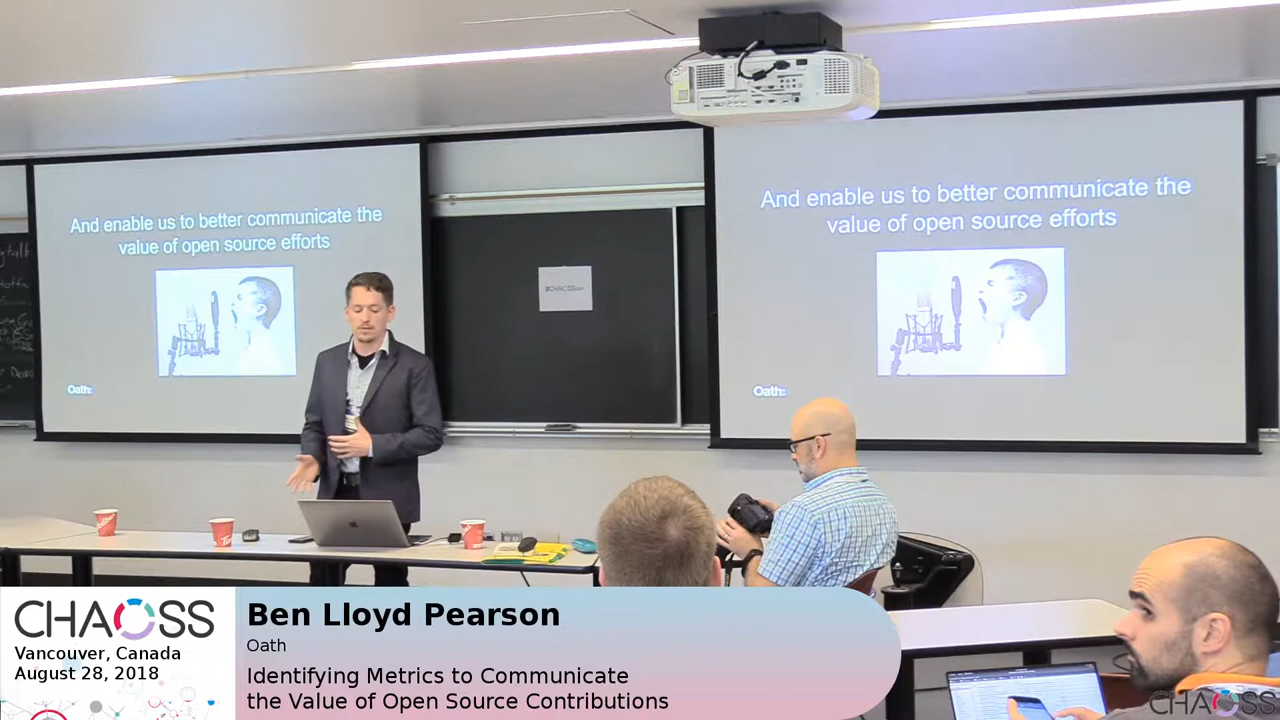 And enable us to better communicate the
value of open source efforts
Oath:
And enable us to better communicate the
value of open source efforts
Oath:
#CHAOSScon
CHAOSS
Vancouver, Canada
August 28, 2018
Ben Lloyd Pearson
Oath
Identifying Metrics to Communicate
the Value of Open Source Contributions
CHAOSS